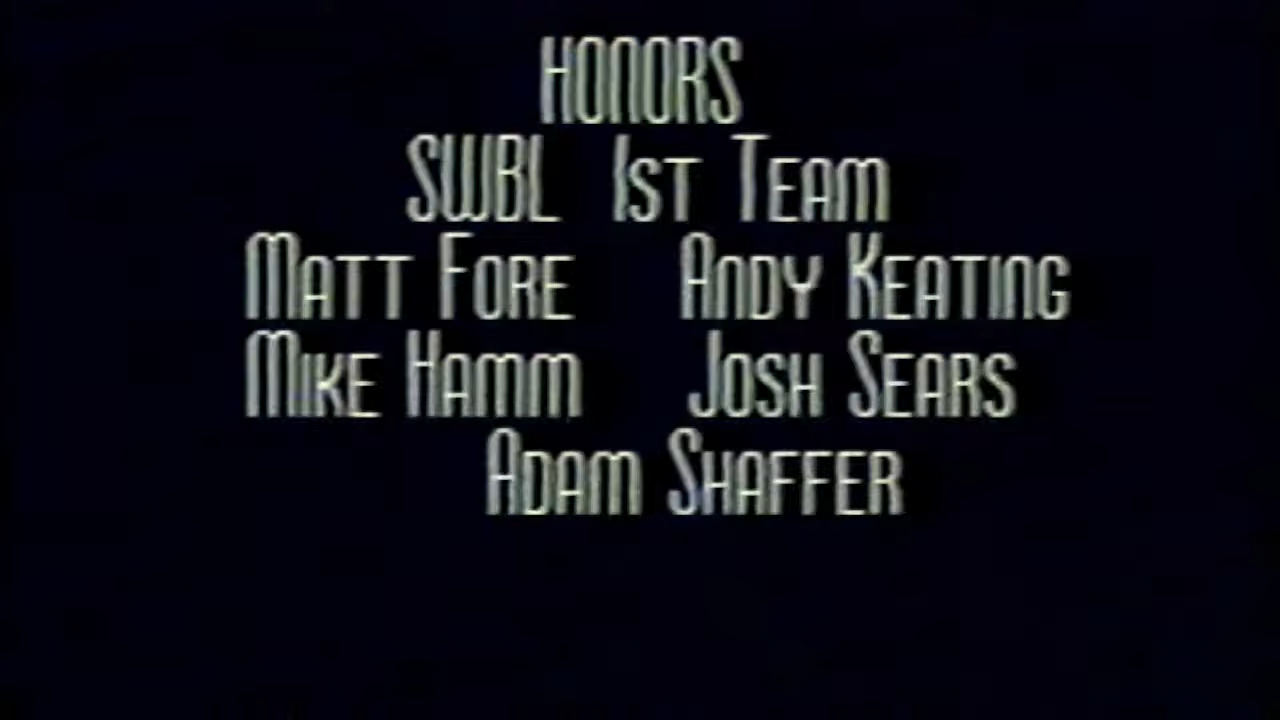 HONORS
SWBL 1st Team
Matt Fore Andy Keating
Mike Hamm Josh Sears
Adam Shaffer